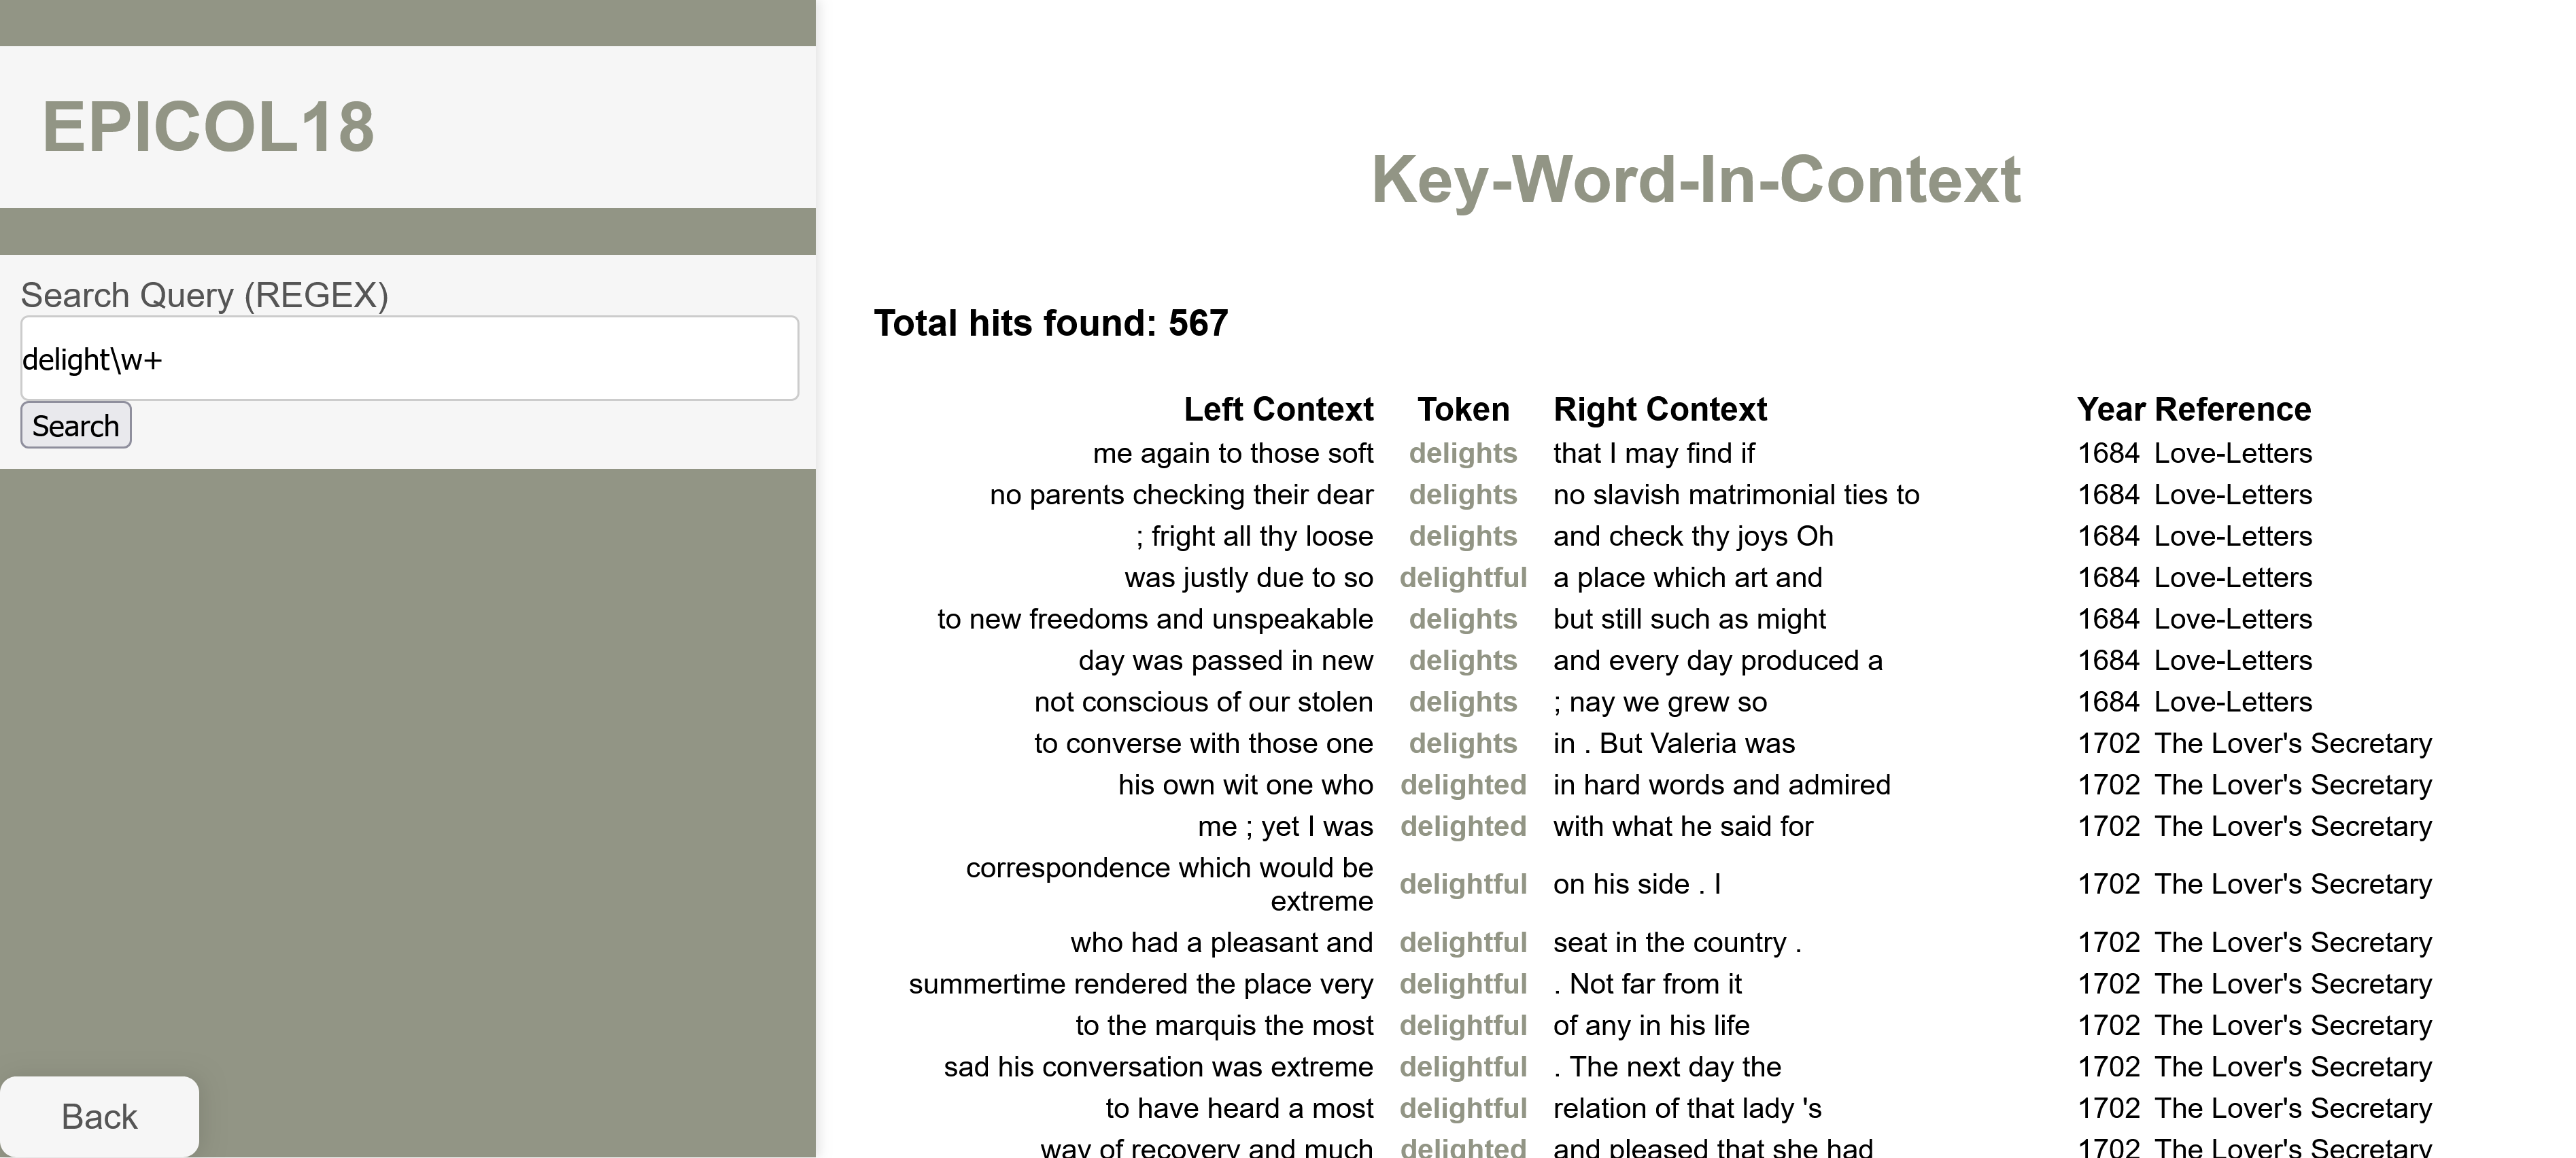 EPICOL18
Search Query (REGEX)
delight\w+
Search
Back
Key-Word-In-Context
Total hits found: 567
Left Context Token Right Context Year Reference
me again to those soft delights that I may find if 1684 Love-Letters
no parents checking their dear delights no slavish matrimonial ties to 1684 Love-Letters
; fright all thy loose delights and check thy joys Oh 1684 Love-Letters
was justly due to so delightful a place which art and 1684 Love-Letters
to new freedoms and unspeakable delights but still such as might 1684 Love-Letters
day was passed in new delights and every day produced a 1684 Love-Letters
not conscious of our stolen delights ; nay we grew so 1684 Love-Letters
to converse with those one delights in . But Valeria was 1702 The Lover's Secretary
his own wit one who delighted in hard words and admired 1702 The Lover's Secretary
me ; yet I was delighted with what he said for 1702 The Lover's Secretary
correspondence which would be
extreme delightful on his side . I 1702 The Lover's Secretary
who had a pleasant and delightful seat in the country . 1702 The Lover's Secretary
summertime rendered the place very delightful . Not far from it 1702 The Lover's Secretary
to the marquis the most delightful of any in his life 1702 The Lover's Secretary
sad his conversation was extreme delightful . The next day the 1702 The Lover's Secretary
to have heard a most delightful relation of that lady 's 1702 The Lover's Secretary
way of recovery and much delighted and pleased that she had 1702 The Lover's Secretary